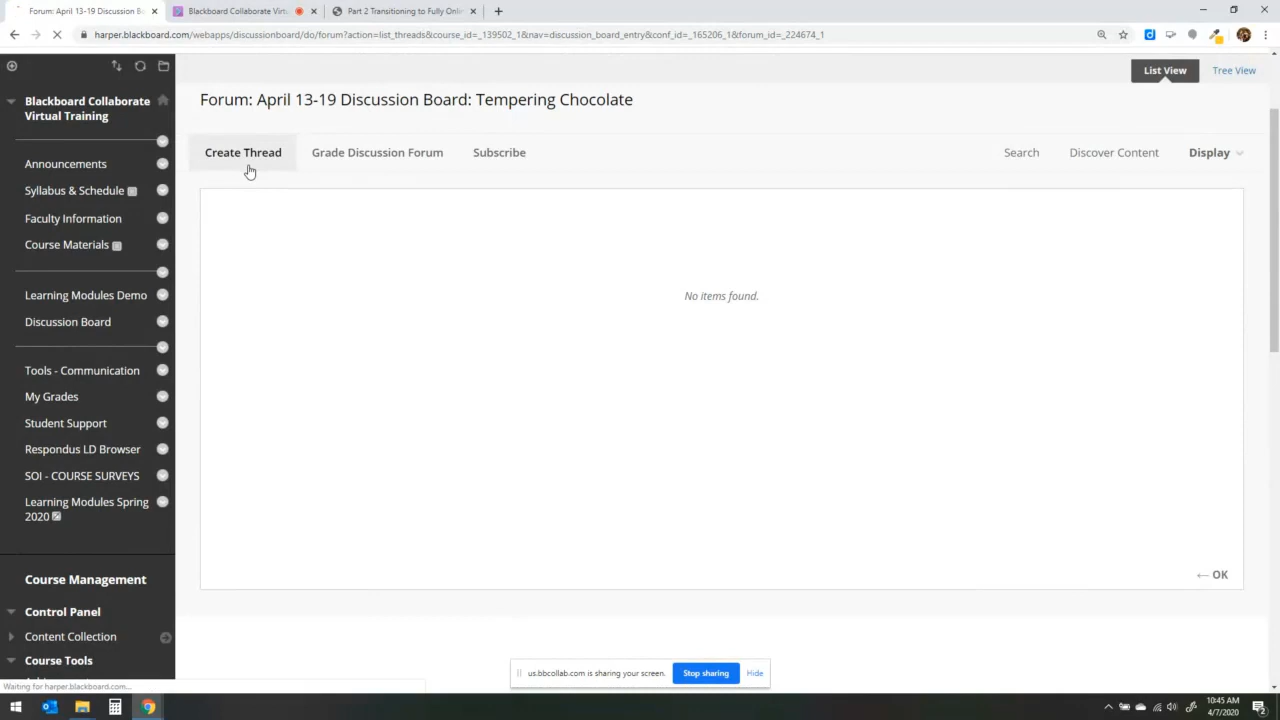 Forum: April 13-19 Discussion B
Blackboard Collaborate Virtu
Part 2 Transitioning to Fully Onlin
harper.blackboard.com/webapps/discussionboard/do/forum?action=list_threads&course_id=_139502_1&nav=discussion_board_entry&conf_id=_165206_1&forum_id=_224674_1
List View
Tree View
Blackboard Collaborate
Virtual Training
Forum: April 13-19 Discussion Board: Tempering Chocolate
Create Thread
Grade Discussion Forum
Subscribe
Search
Discover Content
Display
Announcements
Syllabus & Schedule
Faculty Information
Course Materials
Learning Modules Demo
Discussion Board
Tools - Communication
My Grades
Student Support
Respondus LD Browser
SOI - COURSE SURVEYS
Learning Modules Spring
2020
No items found.
← OK
Course Management
Control Panel
Content Collection
Course Tools
us.bbcollab.com is sharing your screen.
Stop sharing
Hide
Waiting for harper.blackboard.com...
10:45 AM
4/7/2020
2